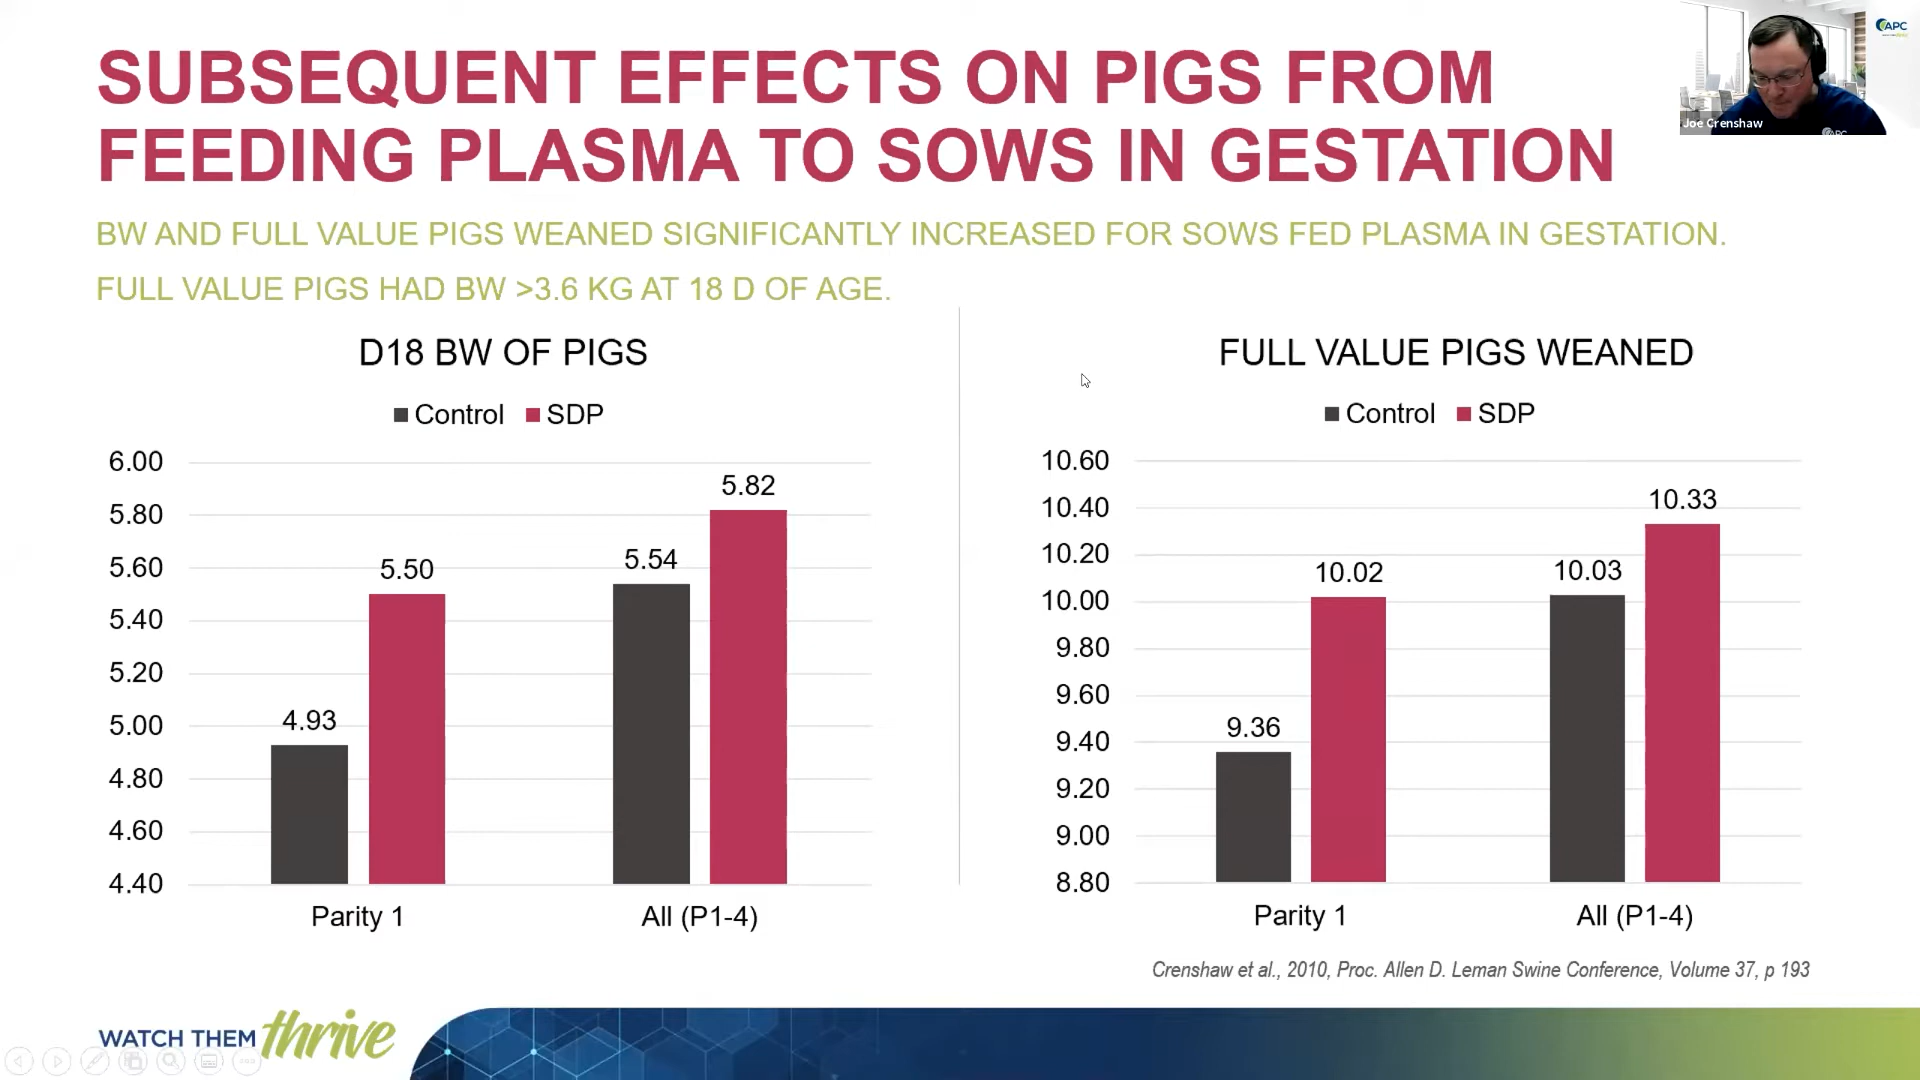 SUBSEQUENT EFFECTS ON PIGS FROM
FEEDING PLASMA TO SOWS IN GESTATION
APC
Joe Crenshaw
APC
BW AND FULL VALUE PIGS WEANED SIGNIFICANTLY INCREASED FOR SOWS FED PLASMA IN GESTATION.
FULL VALUE PIGS HAD BW >3.6 KG AT 18 D OF AGE.
D18 BW OF PIGS
Control SDP
6.00
5.80
5.60
5.40
5.20
5.00
4.80
4.60
4.40
4.93
5.50
5.54
5.82
Parity 1
All (P1-4)
FULL VALUE PIGS WEANED
Control SDP
10.60
10.40
10.20
10.00
9.80
9.60
9.40
9.20
9.00
8.80
9.36
10.02
10.03
10.33
Parity 1
All (P1-4)
Crenshaw et al., 2010, Proc. Allen D. Leman Swine Conference, Volume 37, p 193
WATCH THEM thrive